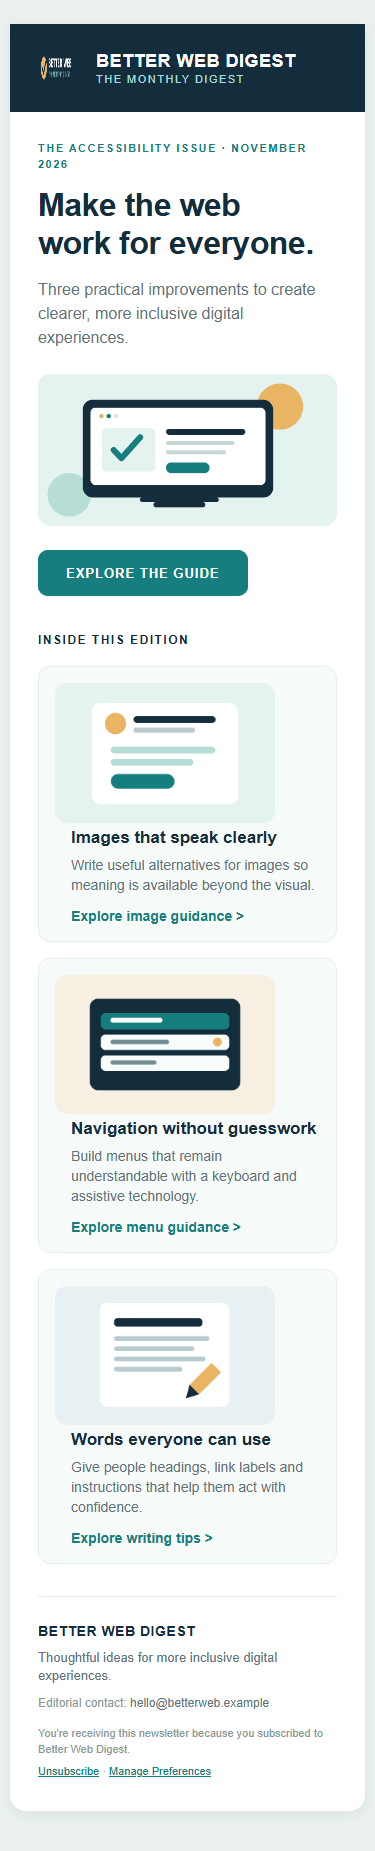 BETTER WEB
BETTER WEB DIGEST
THE MONTHLY DIGEST
THE ACCESSIBILITY ISSUE · NOVEMBER
2026
Make the web
work for everyone.
Three practical improvements to create
clearer, more inclusive digital
experiences.
EXPLORE THE GUIDE
INSIDE THIS EDITION
Images that speak clearly
Write useful alternatives for images so
meaning is available beyond the visual.
Explore image guidance >
Navigation without guesswork
Build menus that remain
understandable with a keyboard and
assistive technology.
Explore menu guidance >
Words everyone can use
Give people headings, link labels and
instructions that help them act with
confidence.
Explore writing tips >
BETTER WEB DIGEST
Thoughtful ideas for more inclusive digital
experiences.
Editorial contact: hello@betterweb.example
You're receiving this newsletter because you subscribed to
Better Web Digest.
Unsubscribe · Manage Preferences